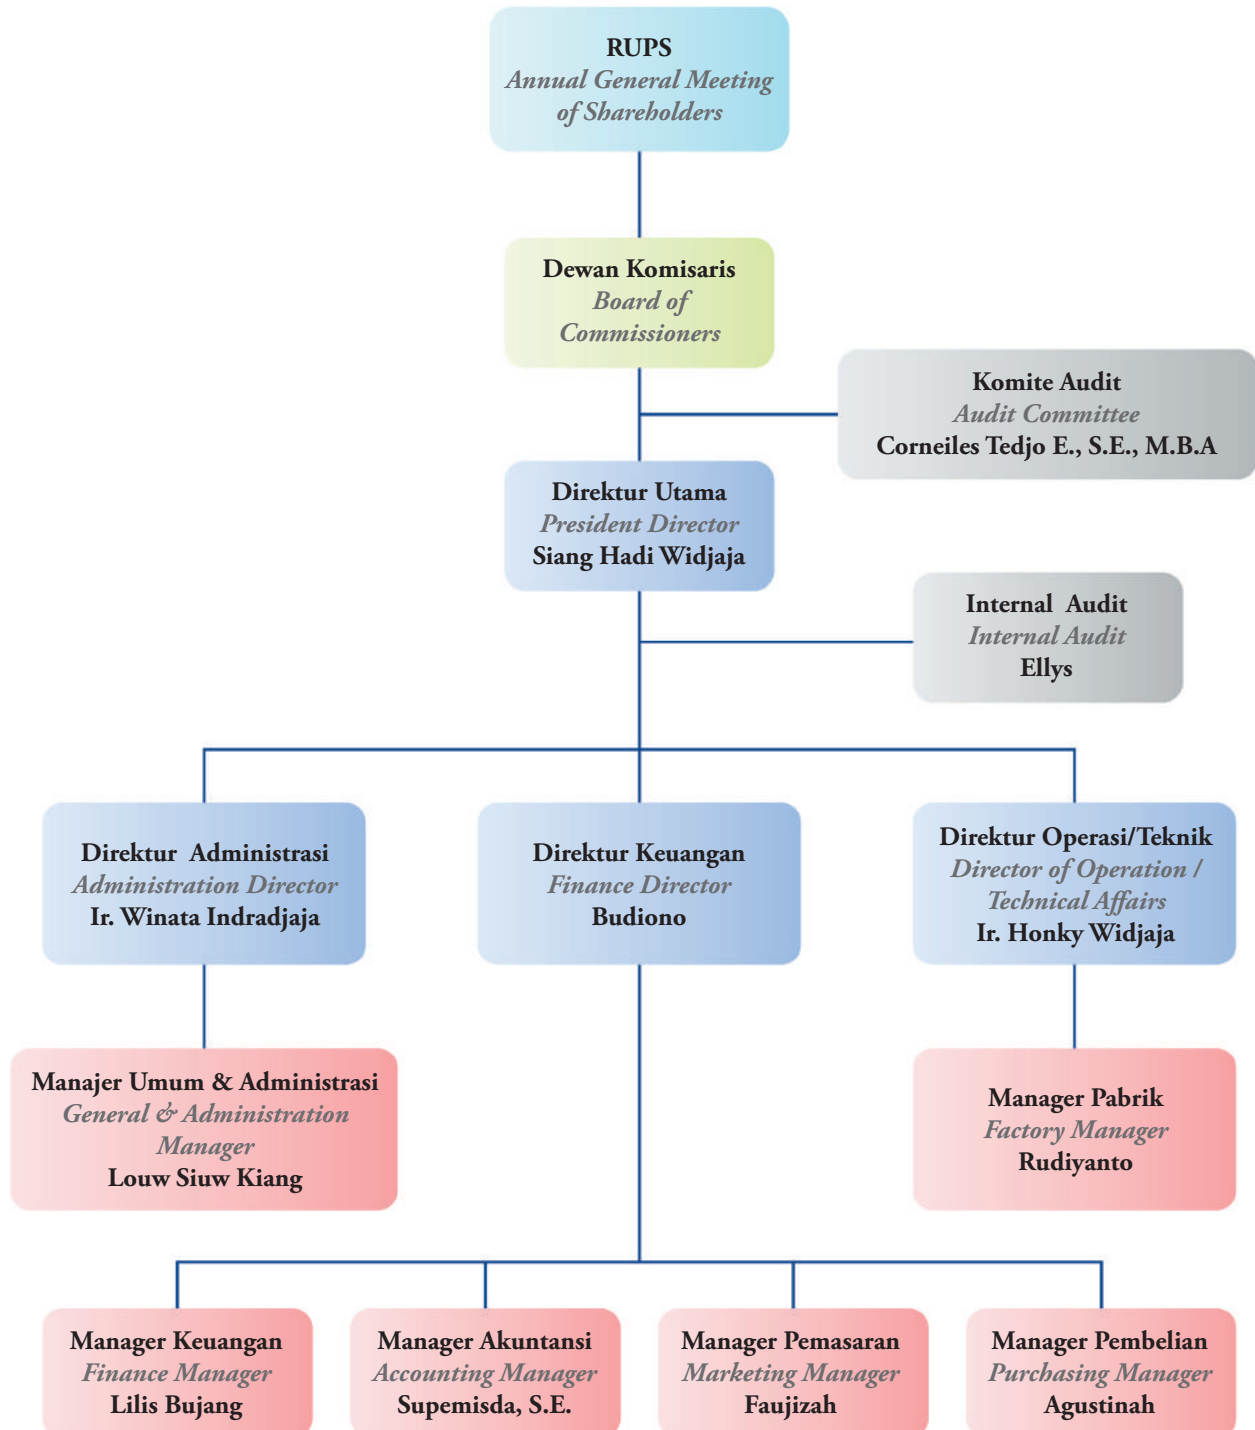 RUPS
Annual General Meeting
of Shareholders
Dewan Komisaris
Board of
Commissioners
Komite Audit
Audit Committee
Corneiles Tedjo E., S.E., M.B.A
Direktur Utama
President Director
Siang Hadi Widjaja
Internal Audit
Internal Audit
Ellys
Direktur Administrasi
Administration Director
Ir. Winata Indradjaja
Direktur Keuangan
Finance Director
Budiono
Direktur Operasi/Teknik
Director of Operation /
Technical Affairs
Ir. Honky Widjaja
Manajer Umum & Administrasi
General & Administration
Manager
Louw Siuw Kiang
Manager Pabrik
Factory Manager
Rudiyanto
Manager Keuangan
Finance Manager
Lilis Bujang
Manager Akuntansi
Accounting Manager
Supemisda, S.E.
Manager Pemasaran
Marketing Manager
Faujizah
Manager Pembelian
Purchasing Manager
Agustinah